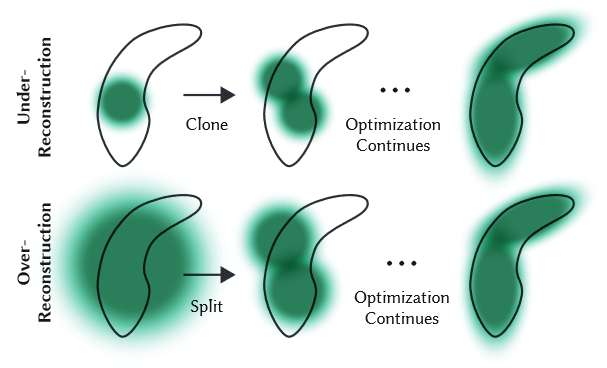 Under-
Reconstruction
Clone
...
Optimization
Continues
Over-
Reconstruction
Split
...
Optimization
Continues